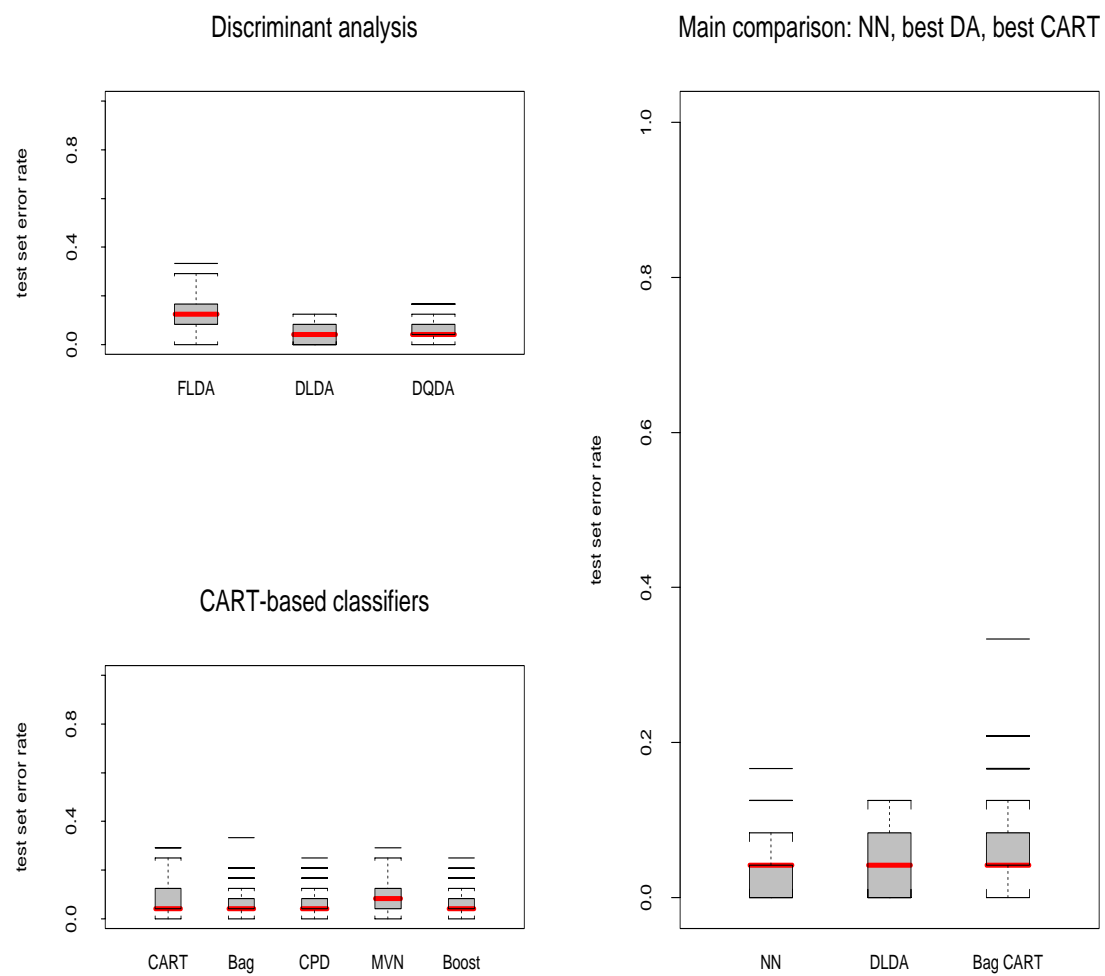 Discriminant analysis
test set error rate
0.8
0.4
0.0
FLDA DLDA DQDA
CART-based classifiers
test set error rate
0.8
0.4
0.0
CART Bag CPD MVN Boost
Main comparison: NN, best DA, best CART
test set error rate
1.0
0.8
0.6
0.4
0.2
0.0
NN DLDA Bag CART